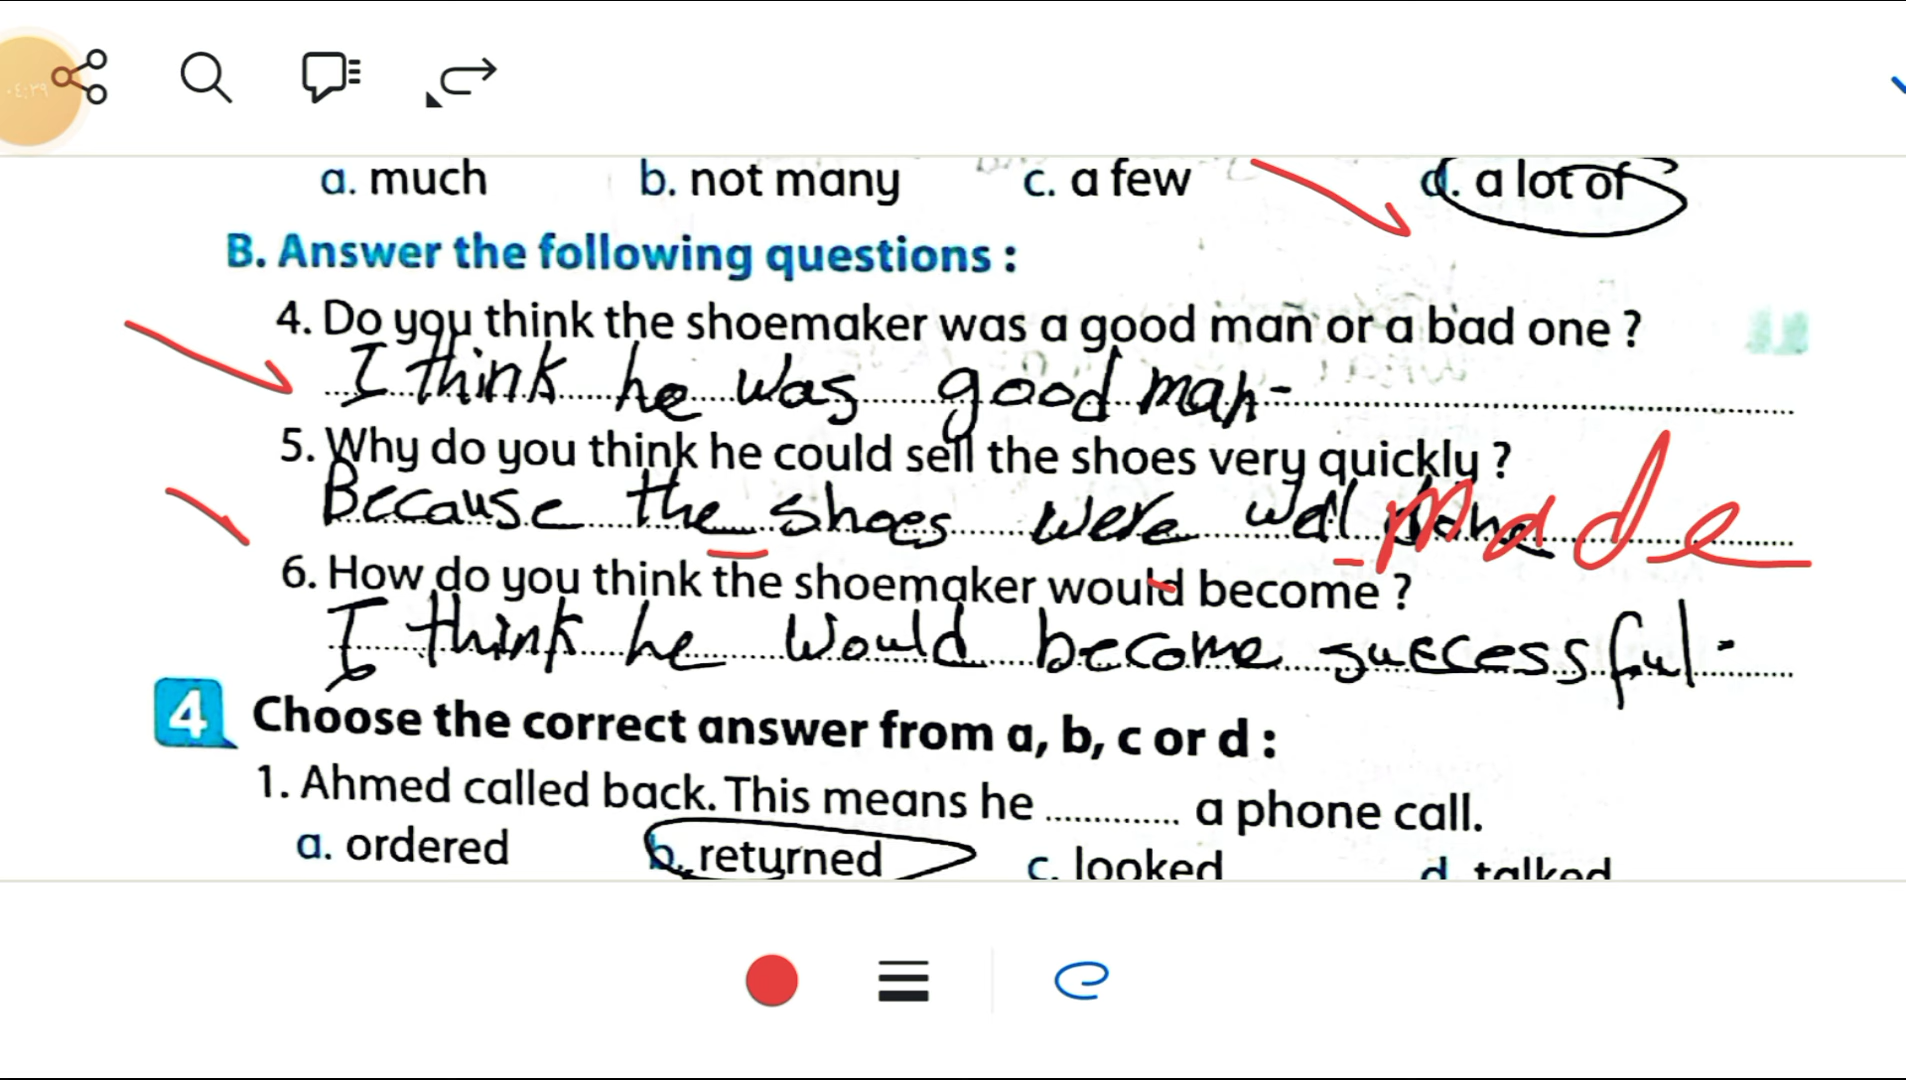 ٠٤:٢٩
a. much b. not many c. a few d. a lot of
B. Answer the following questions :
4. Do you think the shoemaker was a good man or a bad one ?
I think he was good man.
5. Why do you think he could sell the shoes very quickly ?
Because the shoes were well made
6. How do you think the shoemaker would become ?
I think he would become successful.
4 Choose the correct answer from a, b, c or d :
1. Ahmed called back. This means he ............ a phone call.
a. ordered b. returned c. looked d. talked